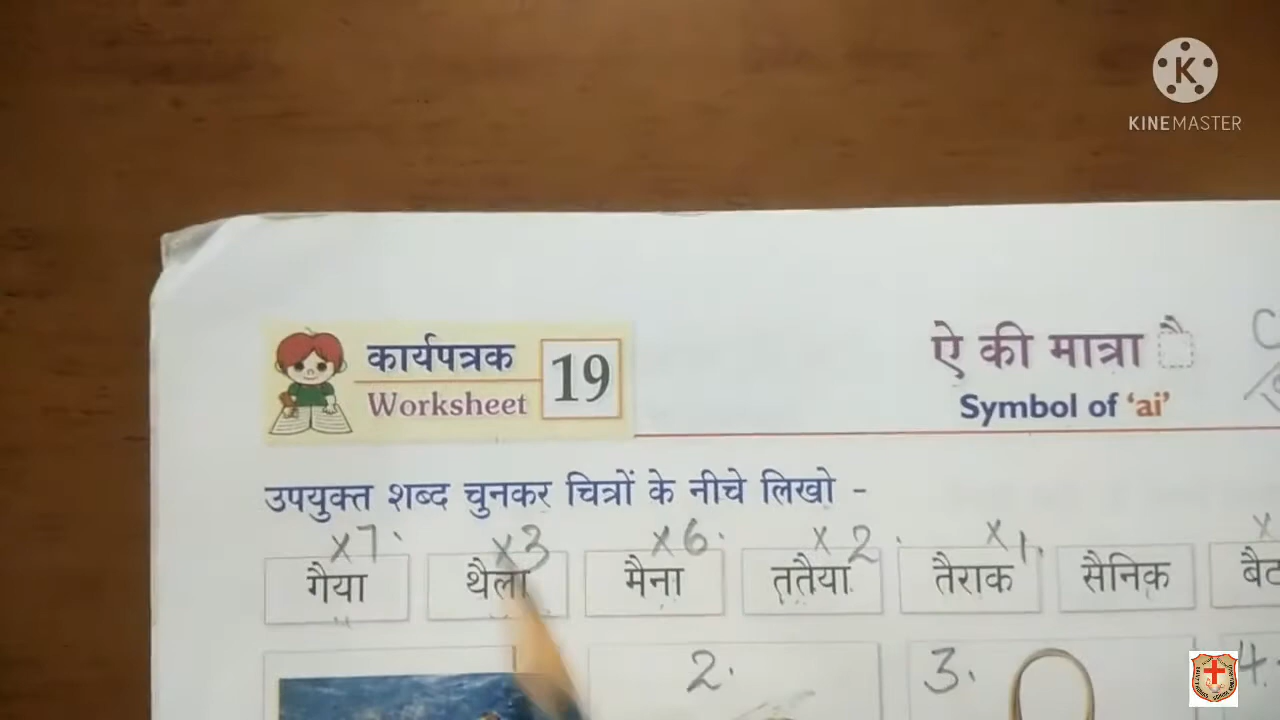 K
KINEMASTER
कार्यपत्रक
Worksheet
19
ऐ की मात्रा ै
Symbol of ‘ai’
उपयुक्त शब्द चुनकर चित्रों के नीचे लिखो -
x7. x3 x6. x2. x1. x
गैया थैला मैना ततैया तैराक सैनिक
2. 3. 4.